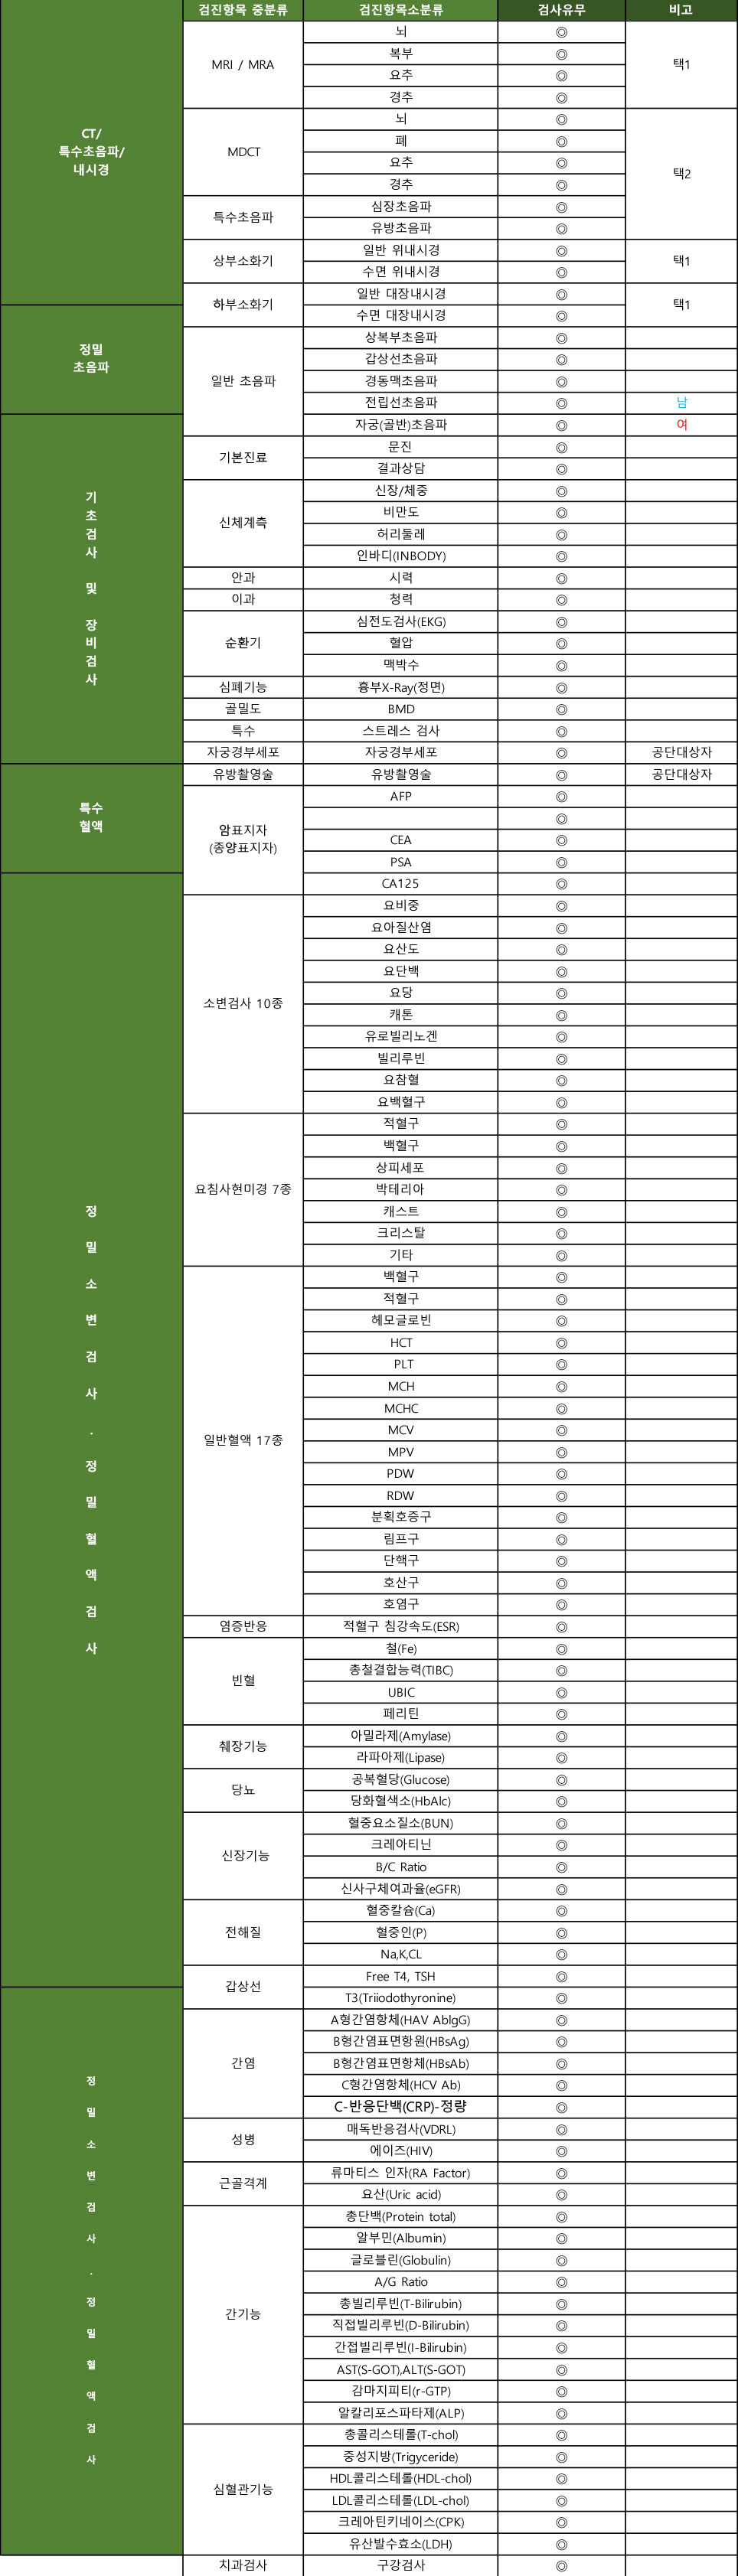 검진항목 중분류 검진항목소분류 검사유무 비고
CT/
특수초음파/
내시경
MRI / MRA 뇌 ◎ 택1
복부 ◎
요추 ◎
경추 ◎
MDCT 뇌 ◎ 택2
폐 ◎
요추 ◎
경추 ◎
특수초음파 심장초음파 ◎
유방초음파 ◎
상부소화기 일반 위내시경 ◎ 택1
수면 위내시경 ◎
하부소화기 일반 대장내시경 ◎ 택1
수면 대장내시경 ◎
정밀
초음파
일반 초음파 상복부초음파 ◎
갑상선초음파 ◎
경동맥초음파 ◎
전립선초음파 ◎ 남
자궁(골반)초음파 ◎ 여
기
초
검
사
및
장
비
검
사
기본진료 문진 ◎
결과상담 ◎
신체계측 신장/체중 ◎
비만도 ◎
허리둘레 ◎
인바디(INBODY) ◎
안과 시력 ◎
이과 청력 ◎
순환기 심전도검사(EKG) ◎
혈압 ◎
맥박수 ◎
심폐기능 흉부X-Ray(정면) ◎
골밀도 BMD ◎
특수 스트레스 검사 ◎
자궁경부세포 자궁경부세포 ◎ 공단대상자
유방촬영술 유방촬영술 ◎ 공단대상자
특수
혈액
암표지자
(종양표지자)
AFP ◎
◎
CEA ◎
PSA ◎
CA125 ◎
정
밀
소
변
검
사
.
정
밀
혈
액
검
사
소변검사 10종 요비중 ◎
요아질산염 ◎
요산도 ◎
요단백 ◎
요당 ◎
캐톤 ◎
유로빌리노겐 ◎
빌리루빈 ◎
요참혈 ◎
요백혈구 ◎
요침사현미경 7종 적혈구 ◎
백혈구 ◎
상피세포 ◎
박테리아 ◎
캐스트 ◎
크리스탈 ◎
기타 ◎
일반혈액 17종 백혈구 ◎
적혈구 ◎
헤모글로빈 ◎
HCT ◎
PLT ◎
MCH ◎
MCHC ◎
MCV ◎
MPV ◎
PDW ◎
RDW ◎
분획호증구 ◎
림프구 ◎
단핵구 ◎
호산구 ◎
호염구 ◎
염증반응 적혈구 침강속도(ESR) ◎
빈혈 철(Fe) ◎
총철결합능력(TIBC) ◎
UBIC ◎
페리틴 ◎
췌장기능 아밀라제(Amylase) ◎
라파아제(Lipase) ◎
당뇨 공복혈당(Glucose) ◎
당화혈색소(HbAlc) ◎
신장기능 혈중요소질소(BUN) ◎
크레아티닌 ◎
B/C Ratio ◎
신사구체여과율(eGFR) ◎
전해질 혈중칼슘(Ca) ◎
혈중인(P) ◎
Na,K,CL ◎
갑상선 Free T4, TSH ◎
T3(Triiodothyronine) ◎
정
밀
소
변
검
사
.
정
밀
혈
액
검
사
간염 A형간염항체(HAV AblgG) ◎
B형간염표면항원(HBsAg) ◎
B형간염표면항체(HBsAb) ◎
C형간염항체(HCV Ab) ◎
C-반응단백(CRP)-정량 ◎
성병 매독반응검사(VDRL) ◎
에이즈(HIV) ◎
근골격계 류마티스 인자(RA Factor) ◎
요산(Uric acid) ◎
간기능 총단백(Protein total) ◎
알부민(Albumin) ◎
글로블린(Globulin) ◎
A/G Ratio ◎
총빌리루빈(T-Bilirubin) ◎
직접빌리루빈(D-Bilirubin) ◎
간접빌리루빈(I-Bilirubin) ◎
AST(S-GOT),ALT(S-GOT) ◎
감마지피티(r-GTP) ◎
알칼리포스파타제(ALP) ◎
심혈관기능 총콜리스테롤(T-chol) ◎
중성지방(Trigyceride) ◎
HDL콜리스테롤(HDL-chol) ◎
LDL콜리스테롤(LDL-chol) ◎
크레아틴키네이스(CPK) ◎
유산발수효소(LDH) ◎
치과검사 구강검사 ◎